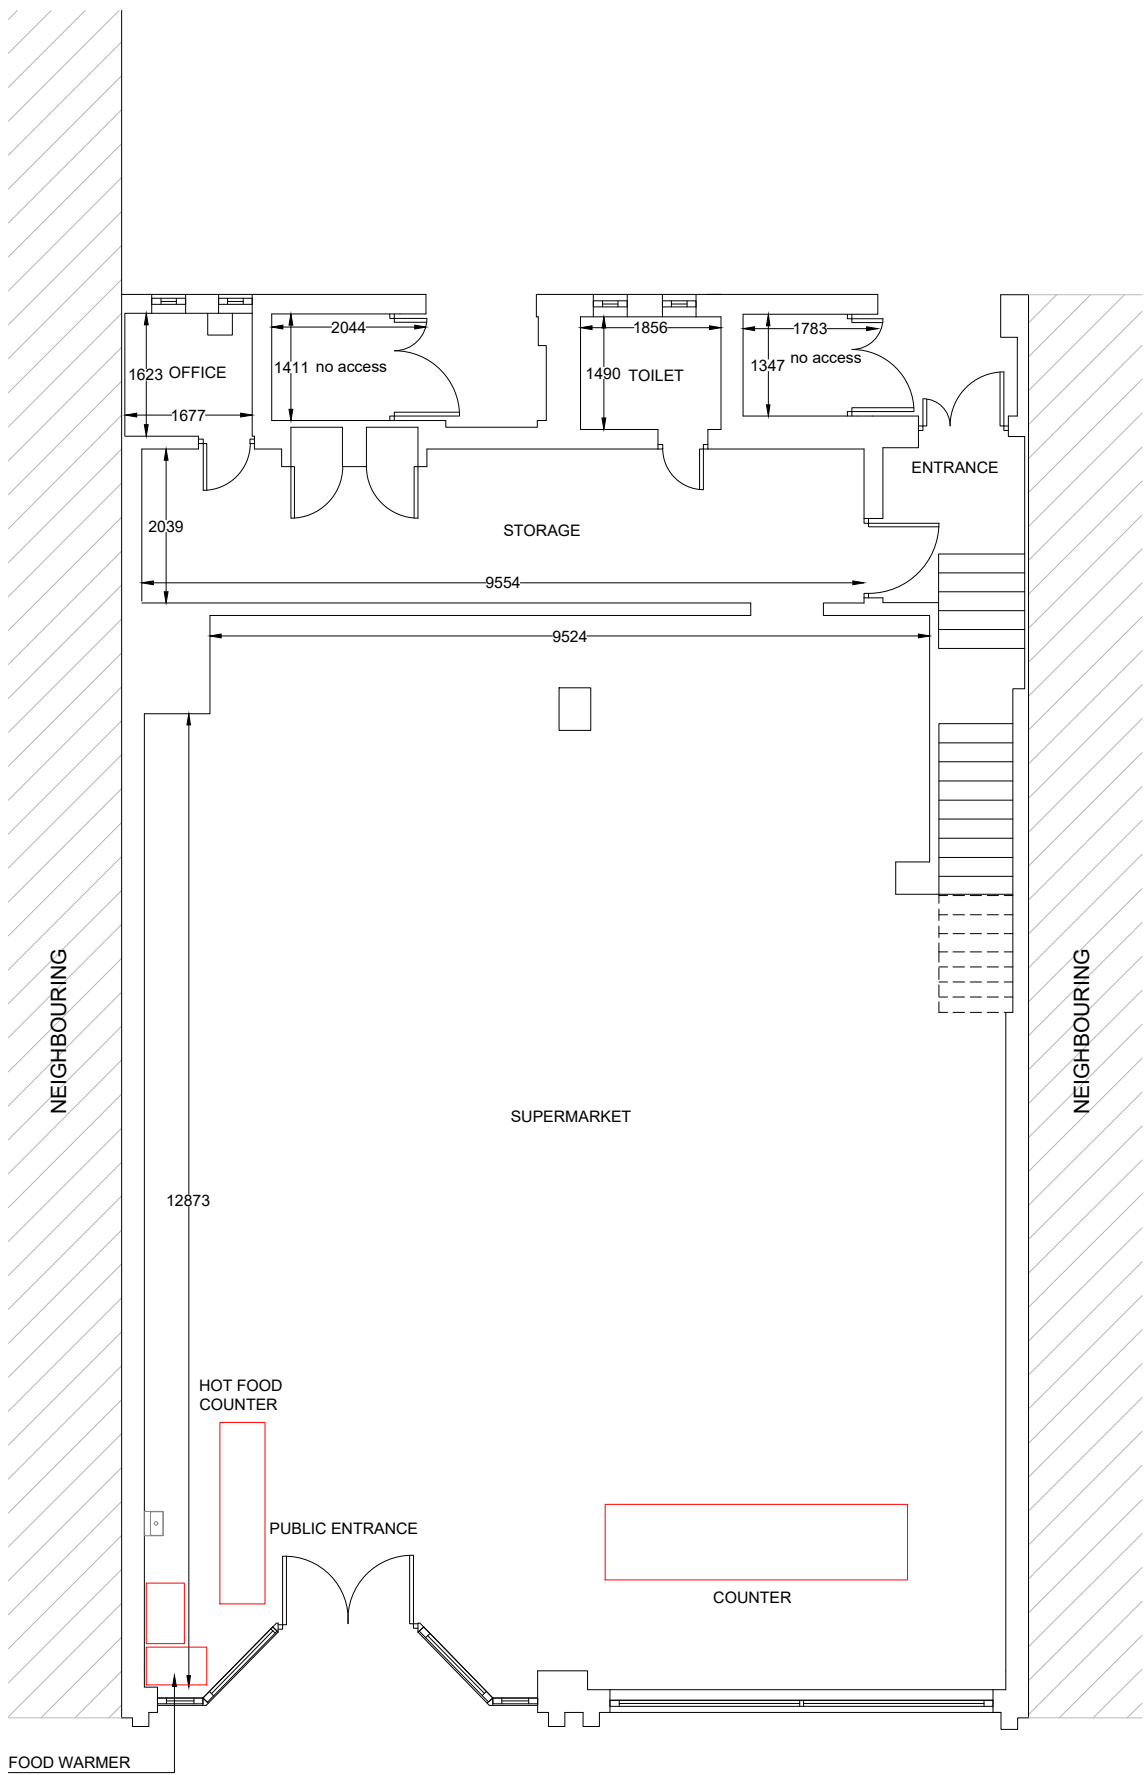 2044
1856
1783
1623
OFFICE
1411
no access
1490
TOILET
1347
no access
1677
ENTRANCE
2039
STORAGE
9554
9524
NEIGHBOURING
NEIGHBOURING
SUPERMARKET
12873
HOT FOOD
COUNTER
PUBLIC ENTRANCE
COUNTER
FOOD WARMER